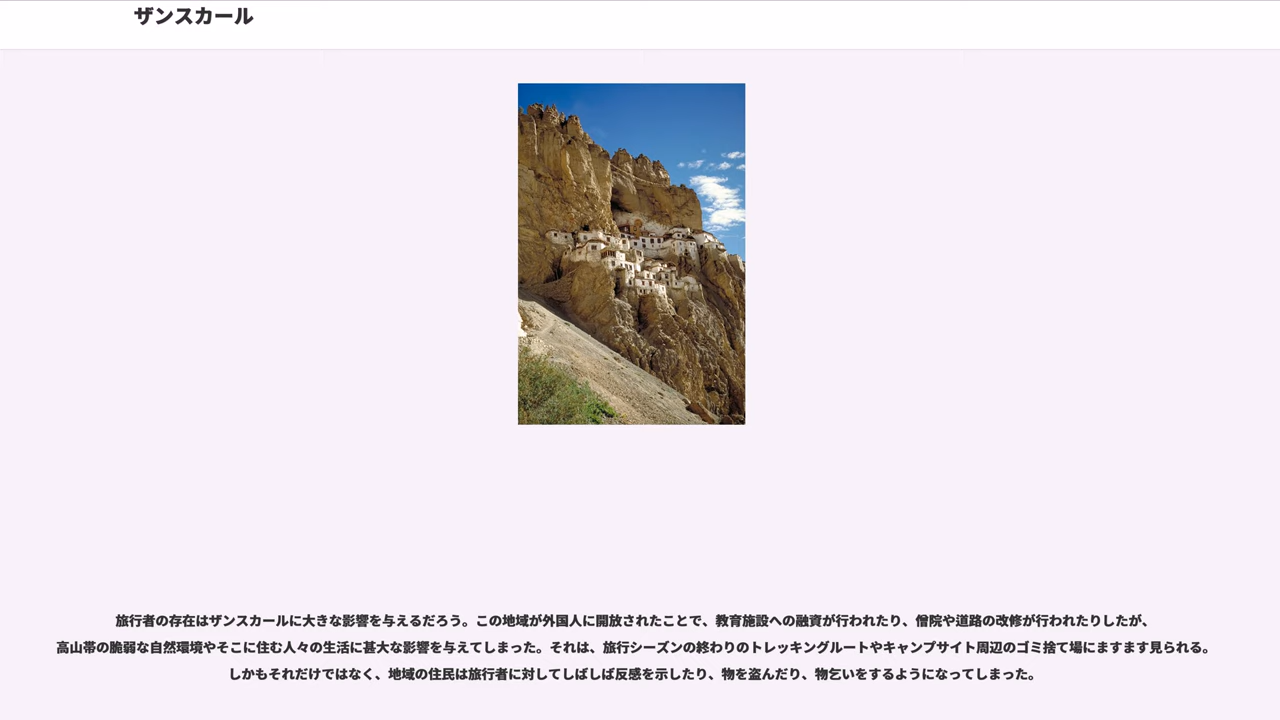 ザンスカール
旅行者の存在はザンスカールに大きな影響を与えるだろう。この地域が外国人に開放されたことで、教育施設への融資が行われたり、僧院や道路の改修が行われたりしたが、
高山帯の脆弱な自然環境やそこに住む人々の生活に甚大な影響を与えてしまった。それは、旅行シーズンの終わりのトレッキングルートやキャンプサイト周辺のゴミ捨て場にますます見られる。
しかもそれだけではなく、地域の住民は旅行者に対してしばしば反感を示したり、物を盗んだり、物乞いをするようになってしまった。